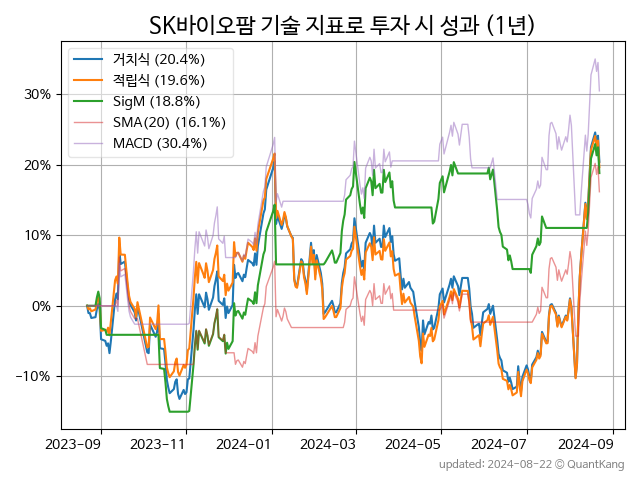 SK바이오팜 기술 지표로 투자 시 성과 (1년)
거치식 (20.4%)
적립식 (19.6%)
SigM (18.8%)
SMA(20) (16.1%)
MACD (30.4%)
30%
20%
10%
0%
−10%
2023-09 2023-11 2024-01 2024-03 2024-05 2024-07 2024-09
updated: 2024-08-22 © QuantKang